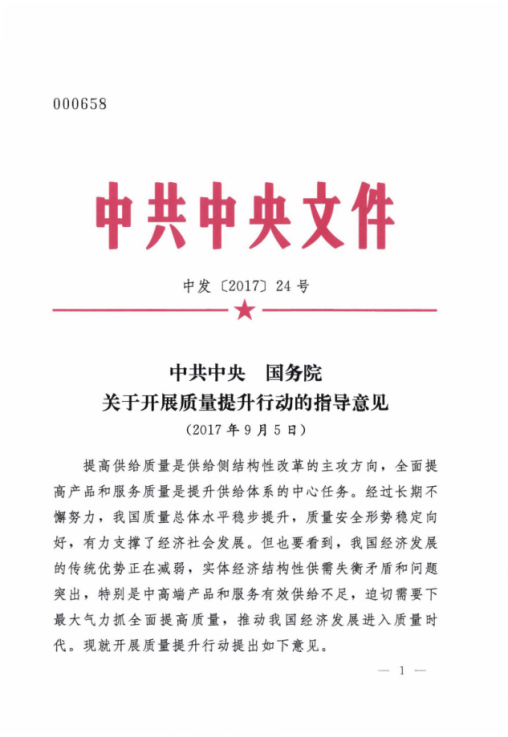 000658
中共中央文件
中发〔2017〕24 号
中共中央　国务院
关于开展质量提升行动的指导意见
(2017 年 9 月 5 日)
提高供给质量是供给侧结构性改革的主攻方向，全面提
高产品和服务质量是提升供给体系的中心任务。经过长期不
懈努力，我国质量总体水平稳步提升，质量安全形势稳定向
好，有力支撑了经济社会发展。但也要看到，我国经济发展
的传统优势正在减弱，实体经济结构性供需失衡矛盾和问题
突出，特别是中高端产品和服务有效供给不足，迫切需要下
最大气力抓全面提高质量，推动我国经济发展进入质量时
代。现就开展质量提升行动提出如下意见。
— 1 —